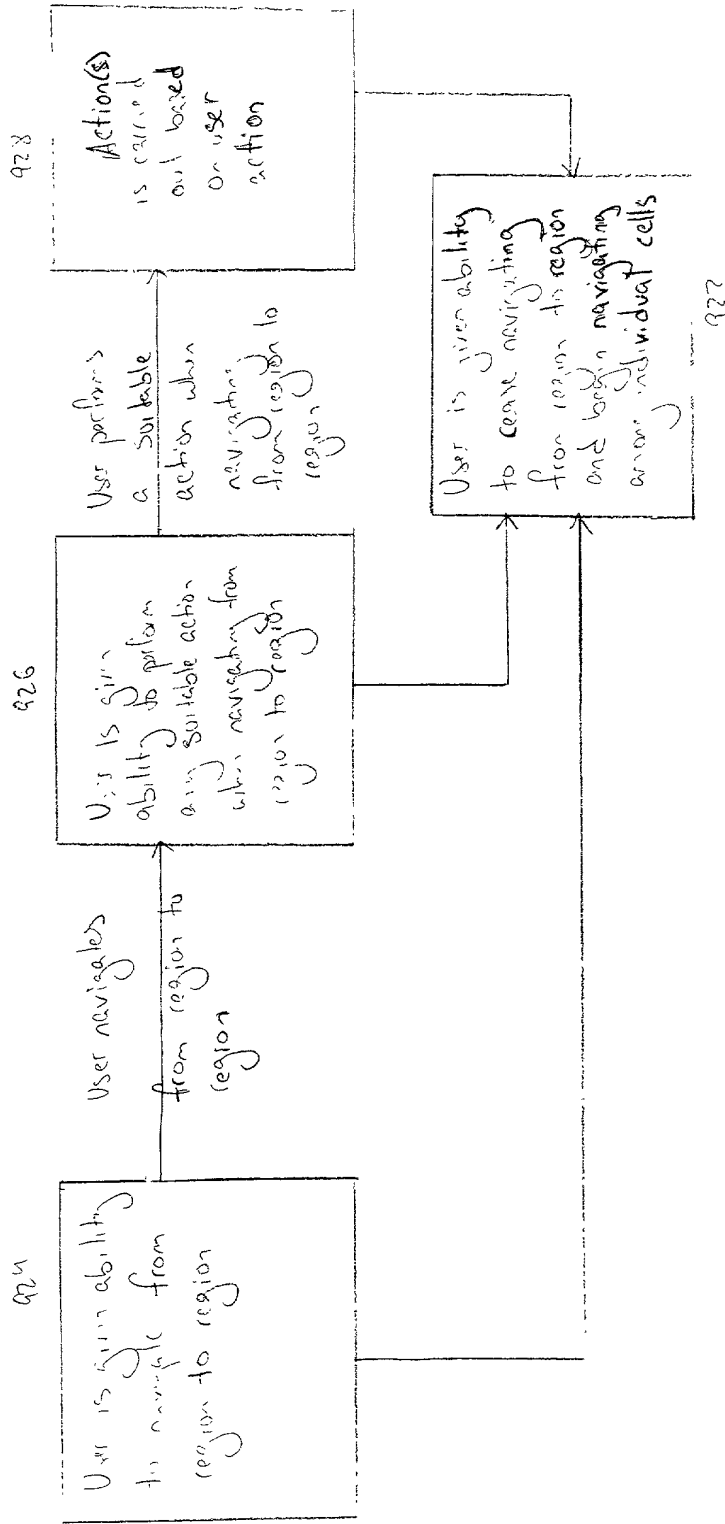 924
User is given ability
to navigate from
region to region
User navigates
from region to
region
926
User is given
ability to perform
any suitable action
when navigating from
region to region
User performs
a suitable
action when
navigating
from region to
region
928
Action(s)
is carried
out based
on user
action
User is given ability
to cease navigating
from region to region
and begin navigating
among individual cells
922